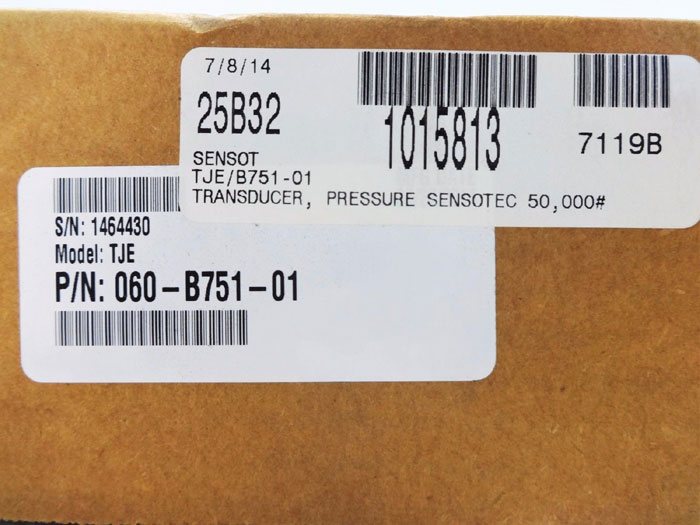 7/8/14
25B32
1015813
7119B
SENSOT
TJE/B751-01
TRANSDUCER, PRESSURE SENSOTEC 50,000#
S/N: 1464430
Model: TJE
P/N: 060-B751-01